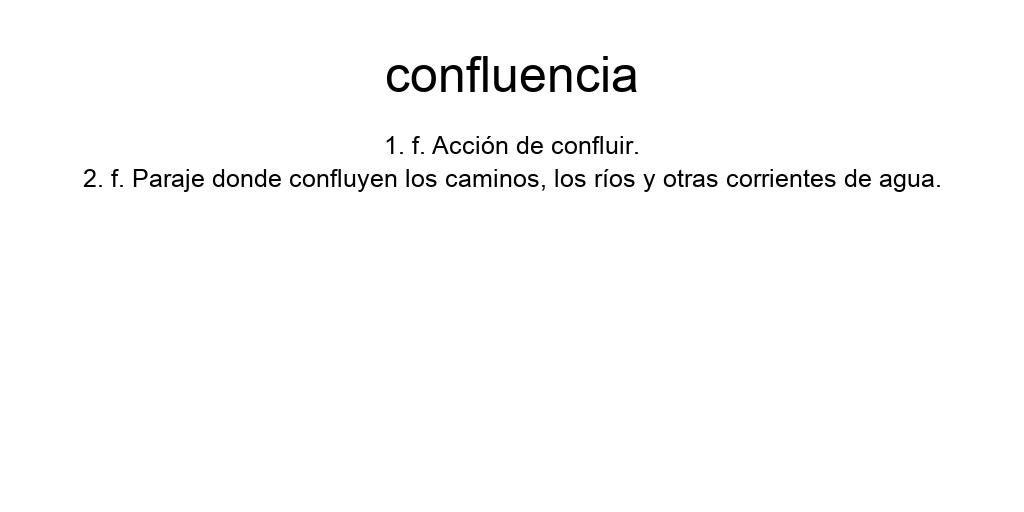 confluencia
1. f. Acción de confluir.
2. f. Paraje donde confluyen los caminos, los ríos y otras corrientes de agua.